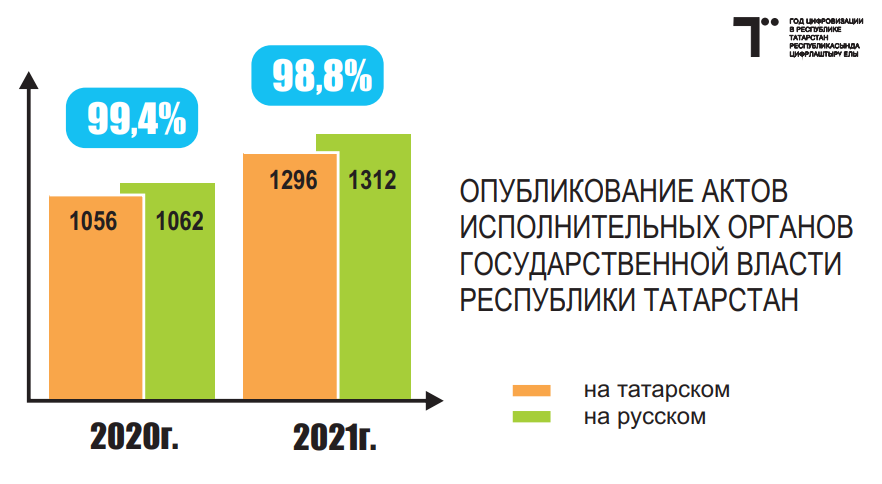 ГОД ЦИФРОВИЗАЦИИ
В РЕСПУБЛИКЕ
ТАТАРСТАН
РЕСПУБЛИКАСЫНДА
ЦИФРЛАШТЫРУ ЕЛЫ
98,8%
99,4%
1296
1312
1056
1062
ОПУБЛИКОВАНИЕ АКТОВ
ИСПОЛНИТЕЛЬНЫХ ОРГАНОВ
ГОСУДАРСТВЕННОЙ ВЛАСТИ
РЕСПУБЛИКИ ТАТАРСТАН
на татарском
на русском
2020г.
2021г.